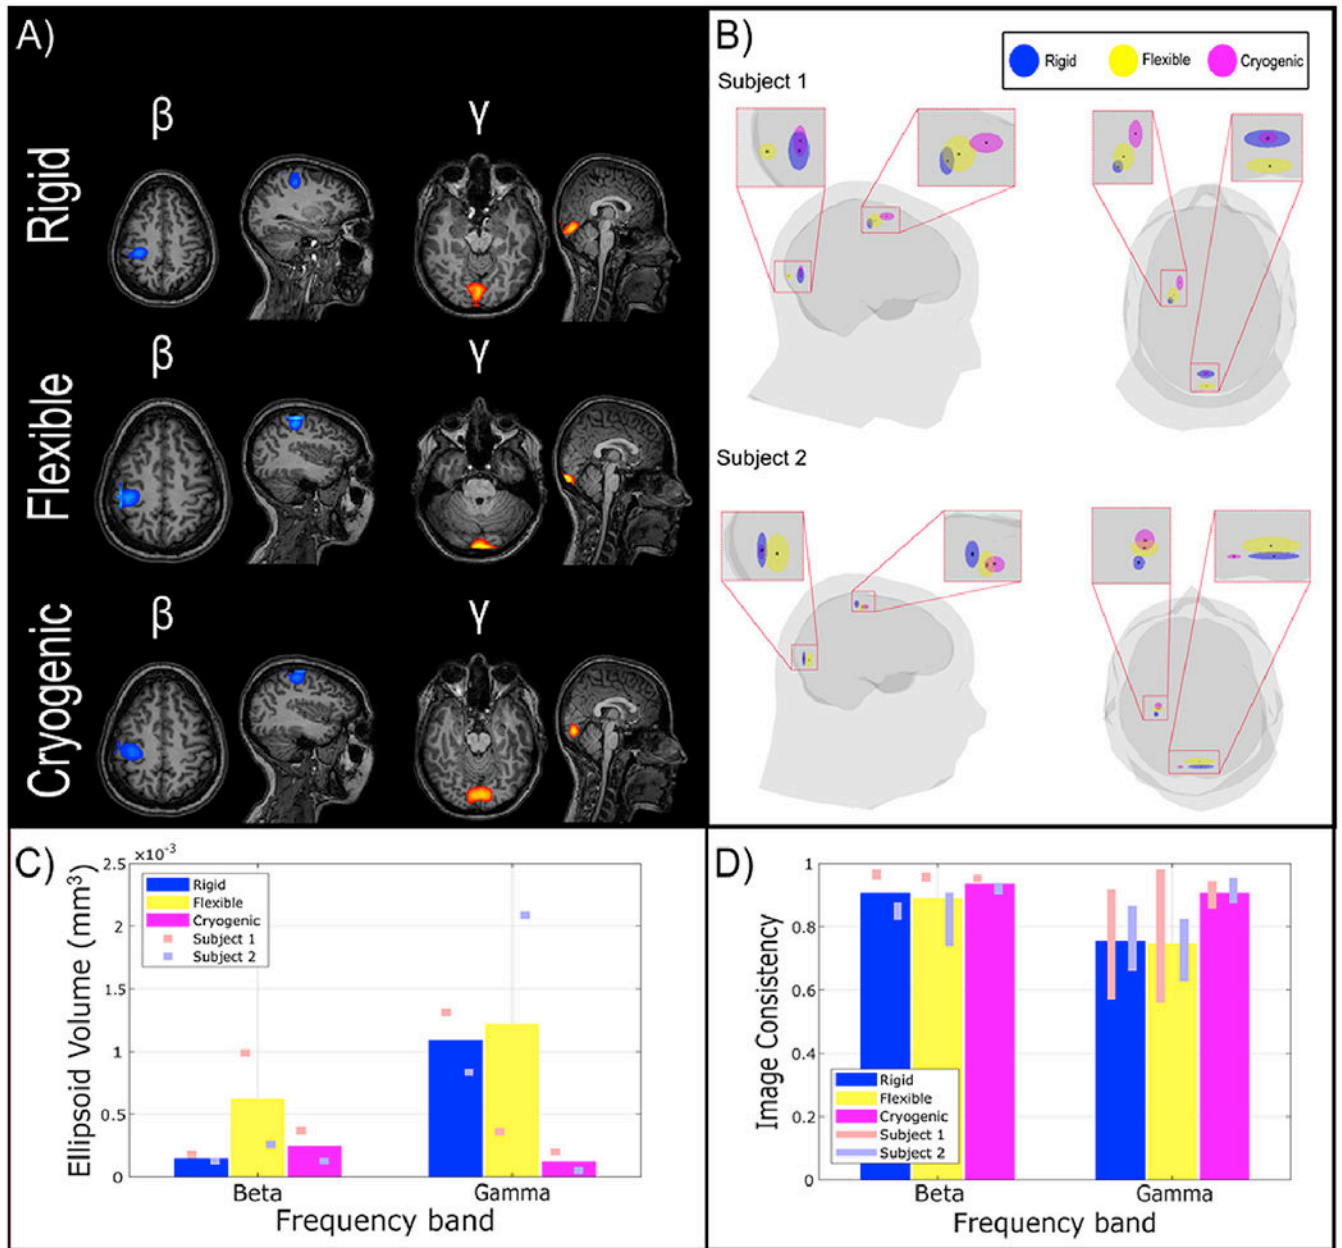 A)
β γ
Rigid
β γ
Flexible
β γ
Cryogenic
B)
Rigid Flexible Cryogenic
Subject 1
Subject 2
C)
×10⁻³
2.5
2
1.5
1
0.5
0
Ellipsoid Volume (mm³)
Rigid
Flexible
Cryogenic
Subject 1
Subject 2
Beta Gamma
Frequency band
D)
1
0.8
0.6
0.4
0.2
0
Image Consistency
Rigid
Flexible
Cryogenic
Subject 1
Subject 2
Beta Gamma
Frequency band